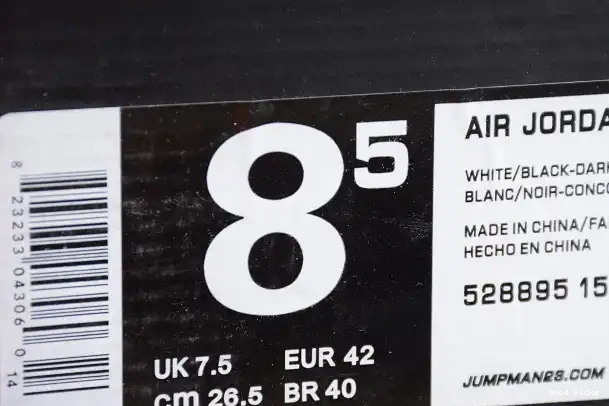 8 23233 04306 0 14
8 5
UK 7.5 EUR 42
cm 26.5 BR 40
AIR JORDA
WHITE/BLACK-DARK
BLANC/NOIR-CONCO
MADE IN CHINA/FA
HECHO EN CHINA
528895 15
JUMPMAN23.COM